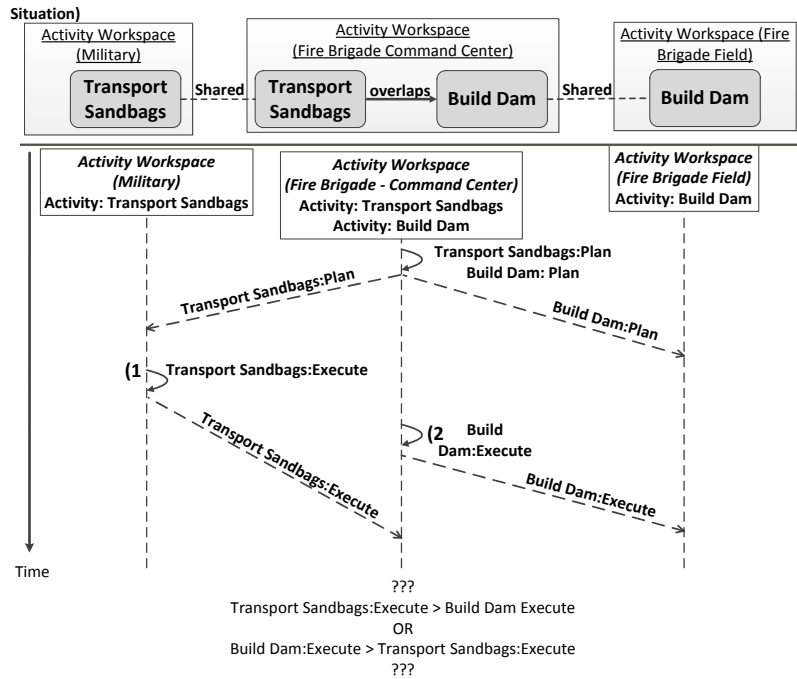 Situation)
Activity Workspace
(Military)
Transport
Sandbags
Shared
Activity Workspace
(Fire Brigade Command Center)
Transport
Sandbags
overlaps
Build Dam
Shared
Activity Workspace (Fire
Brigade Field)
Build Dam
Activity Workspace
(Military)
Activity: Transport Sandbags
Activity Workspace
(Fire Brigade - Command Center)
Activity: Transport Sandbags
Activity: Build Dam
Activity Workspace
(Fire Brigade Field)
Activity: Build Dam
Transport Sandbags:Plan
Build Dam: Plan
Transport Sandbags:Plan
Build Dam:Plan
(1
Transport Sandbags:Execute
Transport Sandbags:Execute
(2
Build
Dam:Execute
Build Dam:Execute
Time
???
Transport Sandbags:Execute > Build Dam Execute
OR
Build Dam:Execute > Transport Sandbags:Execute
???